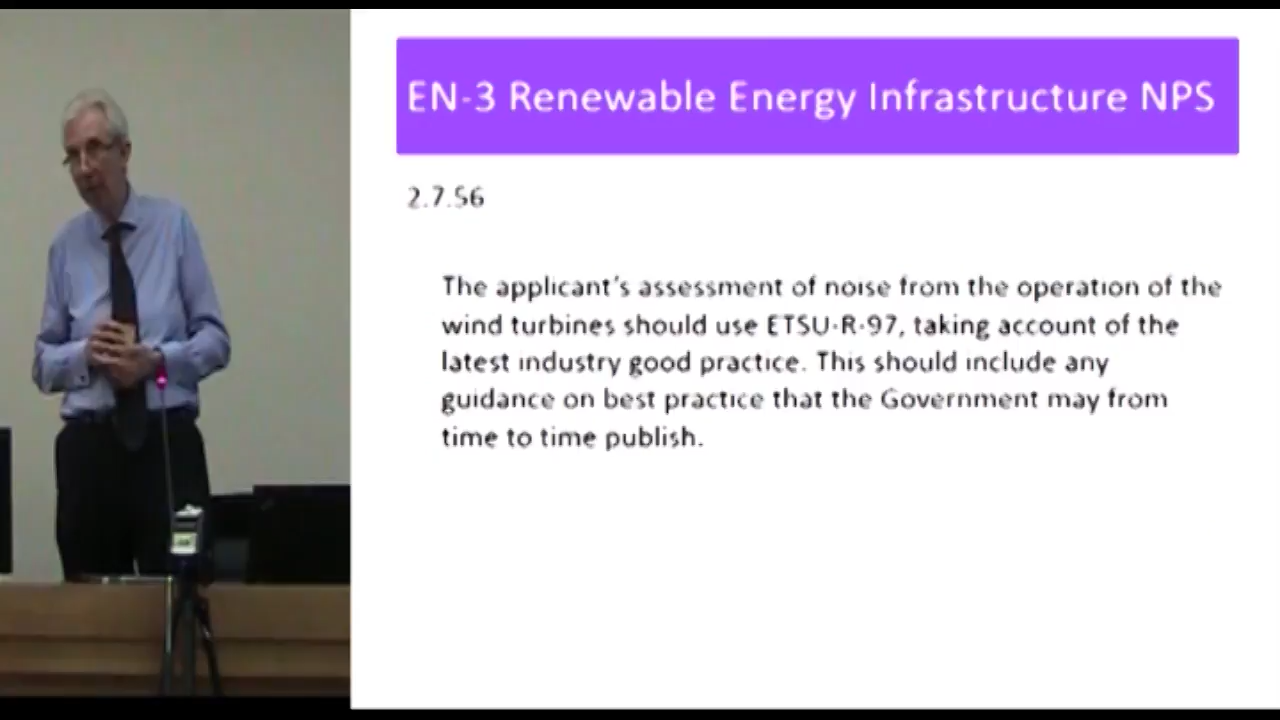 EN-3 Renewable Energy Infrastructure NPS
2.7.56
The applicant's assessment of noise from the operation of the
wind turbines should use ETSU-R-97, taking account of the
latest industry good practice. This should include any
guidance on best practice that the Government may from
time to time publish.